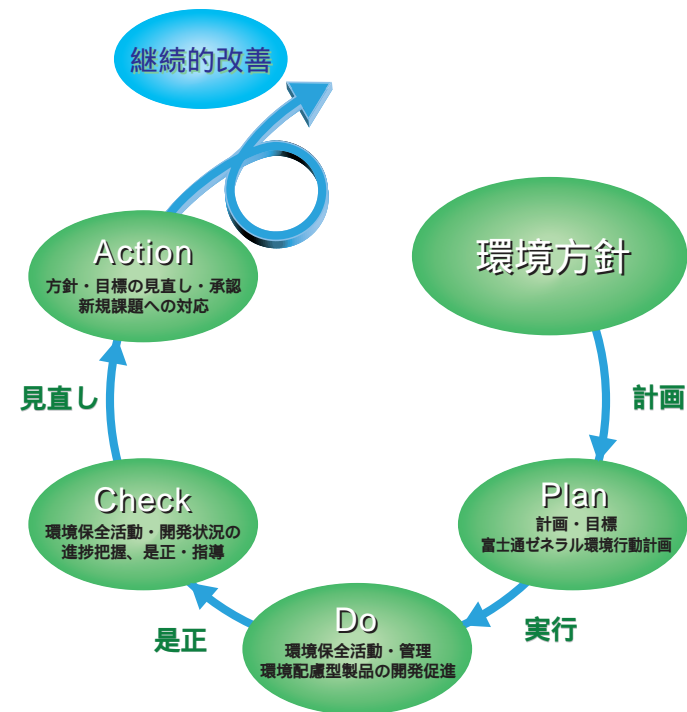 継続的改善
環境方針
計画
Plan
計画・目標
富士通ゼネラル環境行動計画
実行
Do
環境保全活動・管理
環境配慮型製品の開発促進
是正
Check
環境保全活動・開発状況の
進捗把握、是正・指導
見直し
Action
方針・目標の見直し・承認
新規課題への対応